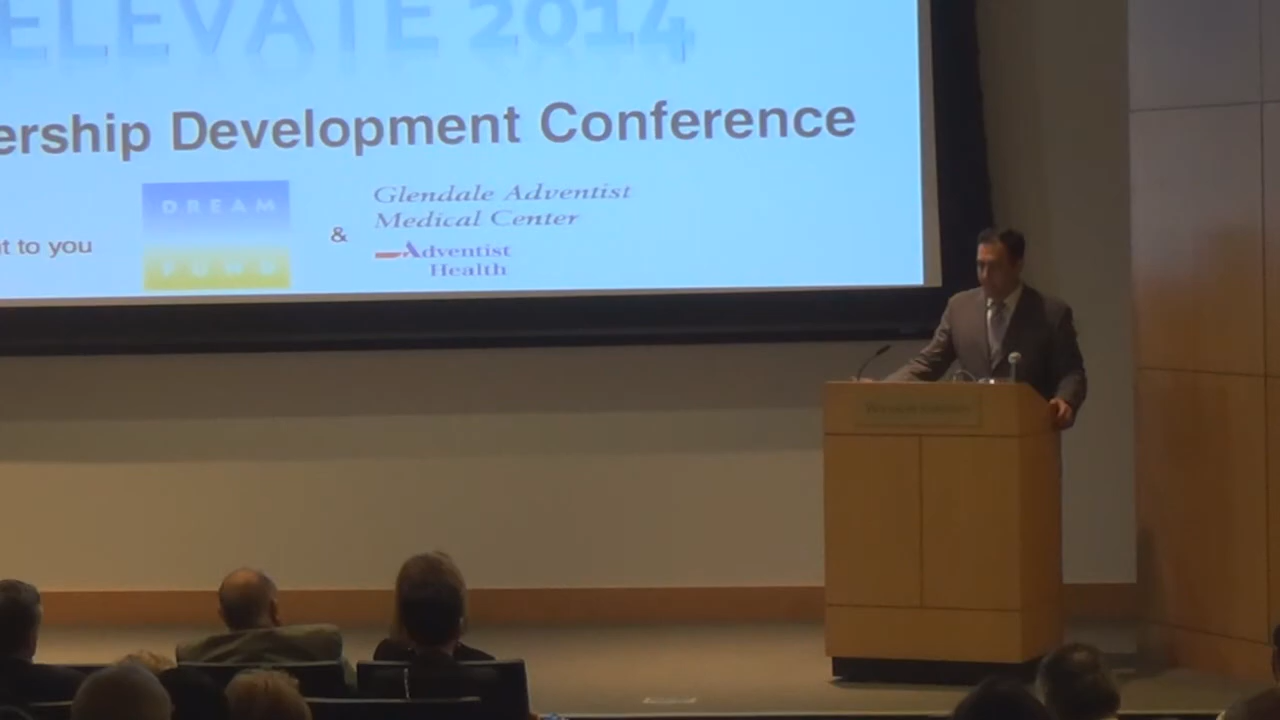 ELEVATE 2014
ership Development Conference
t to you
DREAM
FUND
&
Glendale Adventist
Medical Center
Adventist
Health